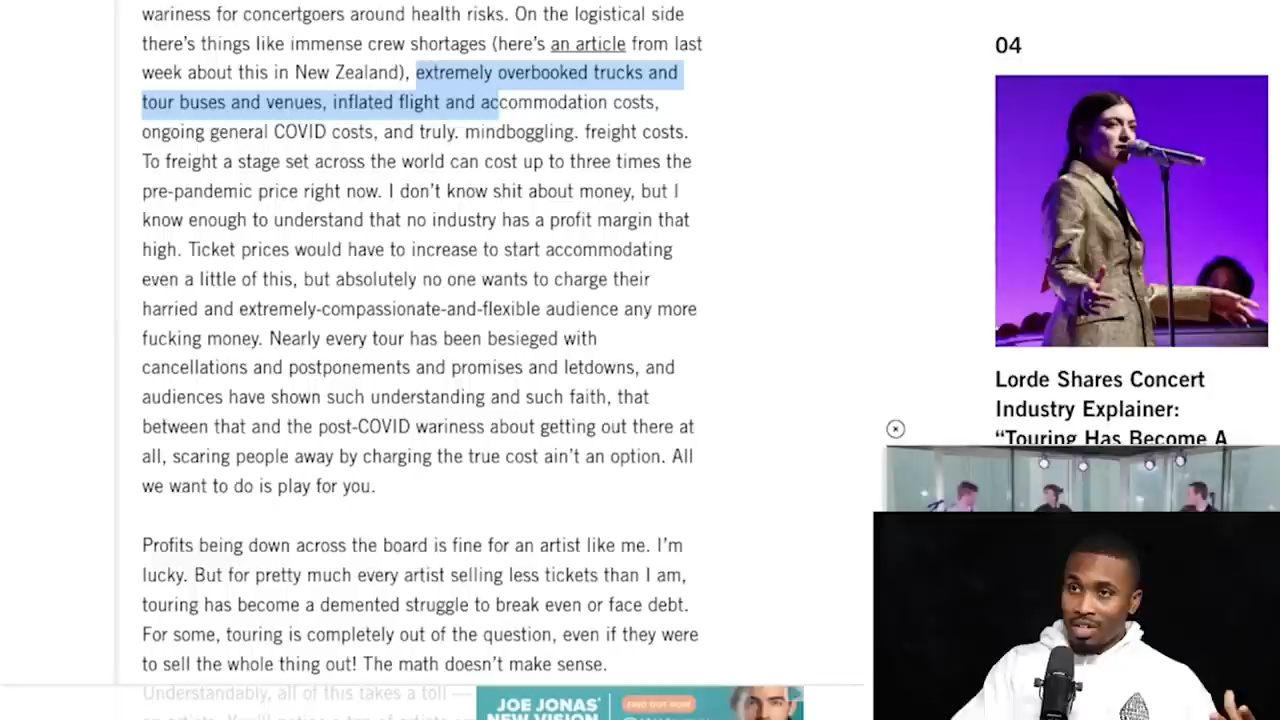 wariness for concertgoers around health risks. On the logistical side
there's things like immense crew shortages (here's an article from last
week about this in New Zealand), extremely overbooked trucks and
tour buses and venues, inflated flight and accommodation costs,
ongoing general COVID costs, and truly. mindboggling. freight costs.
To freight a stage set across the world can cost up to three times the
pre-pandemic price right now. I don't know shit about money, but I
know enough to understand that no industry has a profit margin that
high. Ticket prices would have to increase to start accommodating
even a little of this, but absolutely no one wants to charge their
harried and extremely-compassionate-and-flexible audience any more
fucking money. Nearly every tour has been besieged with
cancellations and postponements and promises and letdowns, and
audiences have shown such understanding and such faith, that
between that and the post-COVID wariness about getting out there at
all, scaring people away by charging the true cost ain't an option. All
we want to do is play for you.
Profits being down across the board is fine for an artist like me. I'm
lucky. But for pretty much every artist selling less tickets than I am,
touring has become a demented struggle to break even or face debt.
For some, touring is completely out of the question, even if they were
to sell the whole thing out! The math doesn't make sense.
Understandably, all of this takes a toll —
04
Lorde Shares Concert
Industry Explainer:
“Touring Has Become A
JOE JONAS'
NEW VISION
FIND OUT NOW